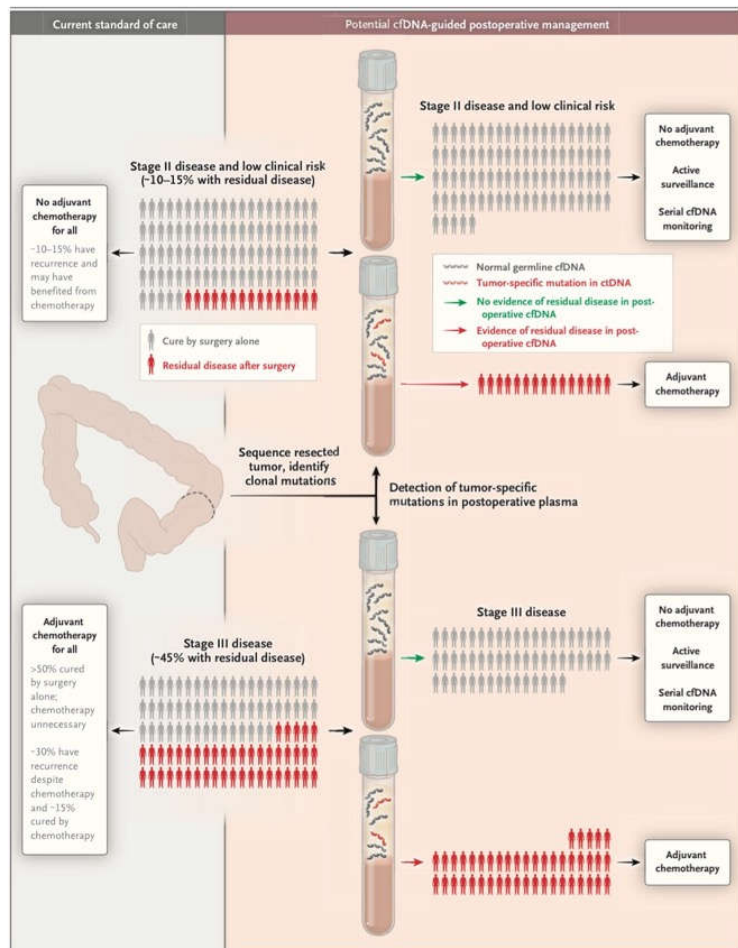 Current standard of care
Potential cfDNA-guided postoperative management
Stage II disease and low clinical risk
(~10–15% with residual disease)
No adjuvant
chemotherapy
for all
~10–15% have
recurrence and
may have
benefited from
chemotherapy
Cure by surgery alone
Residual disease after surgery
Stage II disease and low clinical risk
No adjuvant
chemotherapy
Active
surveillance
Serial cfDNA
monitoring
Normal germline cfDNA
Tumor-specific mutation in ctDNA
No evidence of residual disease in post-
operative cfDNA
Evidence of residual disease in post-
operative cfDNA
Adjuvant
chemotherapy
Sequence resected
tumor, identify
clonal mutations
Detection of tumor-specific
mutations in postoperative plasma
Adjuvant
chemotherapy
for all
>50% cured
by surgery
alone;
chemotherapy
unnecessary
~30% have
recurrence
despite
chemotherapy
and ~15%
cured by
chemotherapy
Stage III disease
(~45% with residual disease)
Stage III disease
No adjuvant
chemotherapy
Active
surveillance
Serial cfDNA
monitoring
Adjuvant
chemotherapy